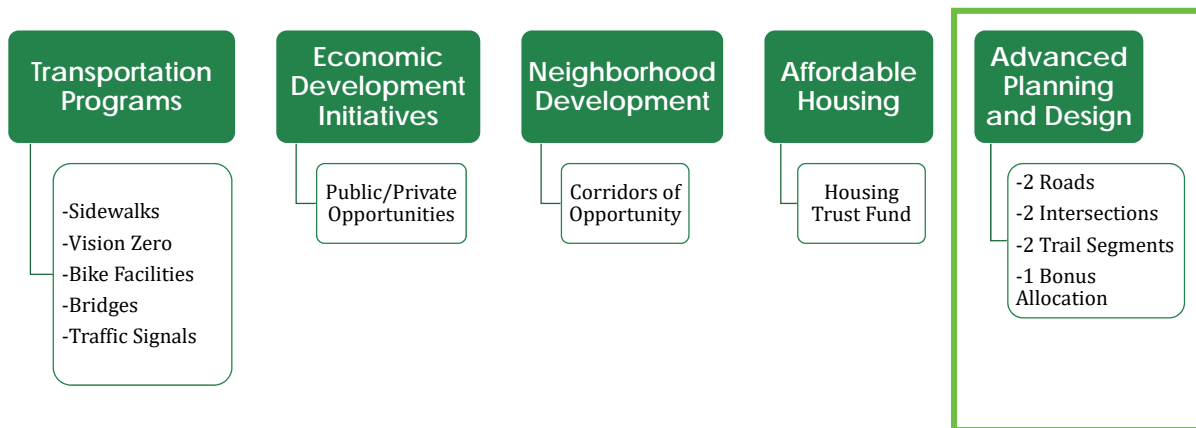 Transportation
Programs
-Sidewalks
-Vision Zero
-Bike Facilities
-Bridges
-Traffic Signals
Economic
Development
Initiatives
Public/Private
Opportunities
Neighborhood
Development
Corridors of
Opportunity
Affordable
Housing
Housing
Trust Fund
Advanced
Planning
and Design
-2 Roads
-2 Intersections
-2 Trail Segments
-1 Bonus
Allocation